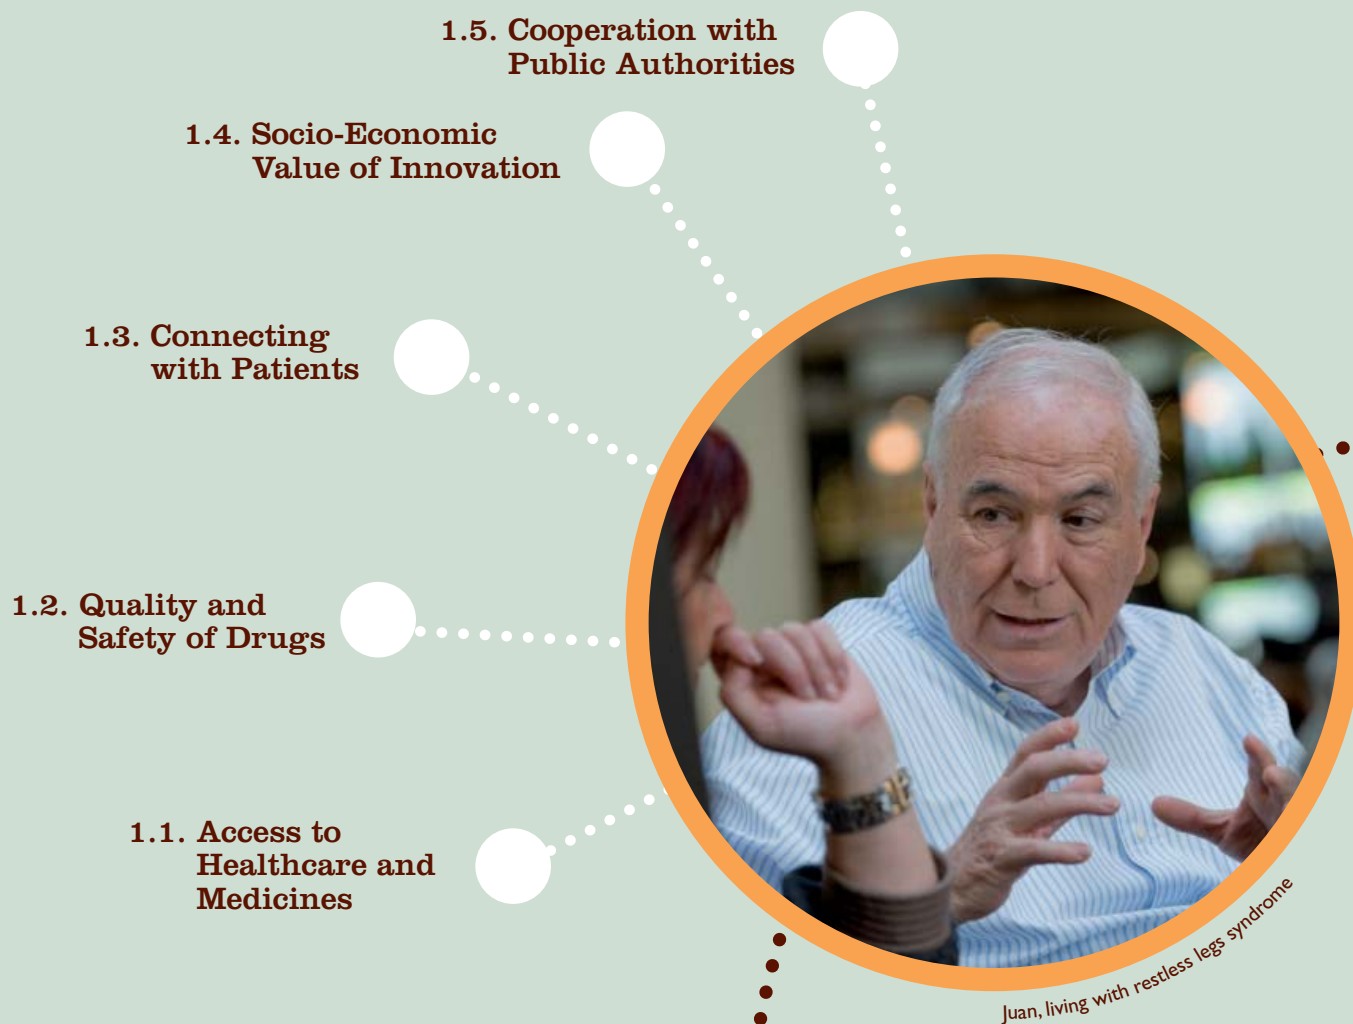 1.5. Cooperation with
Public Authorities
1.4. Socio-Economic
Value of Innovation
1.3. Connecting
with Patients
1.2. Quality and
Safety of Drugs
1.1. Access to
Healthcare and
Medicines
Juan, living with restless legs syndrome